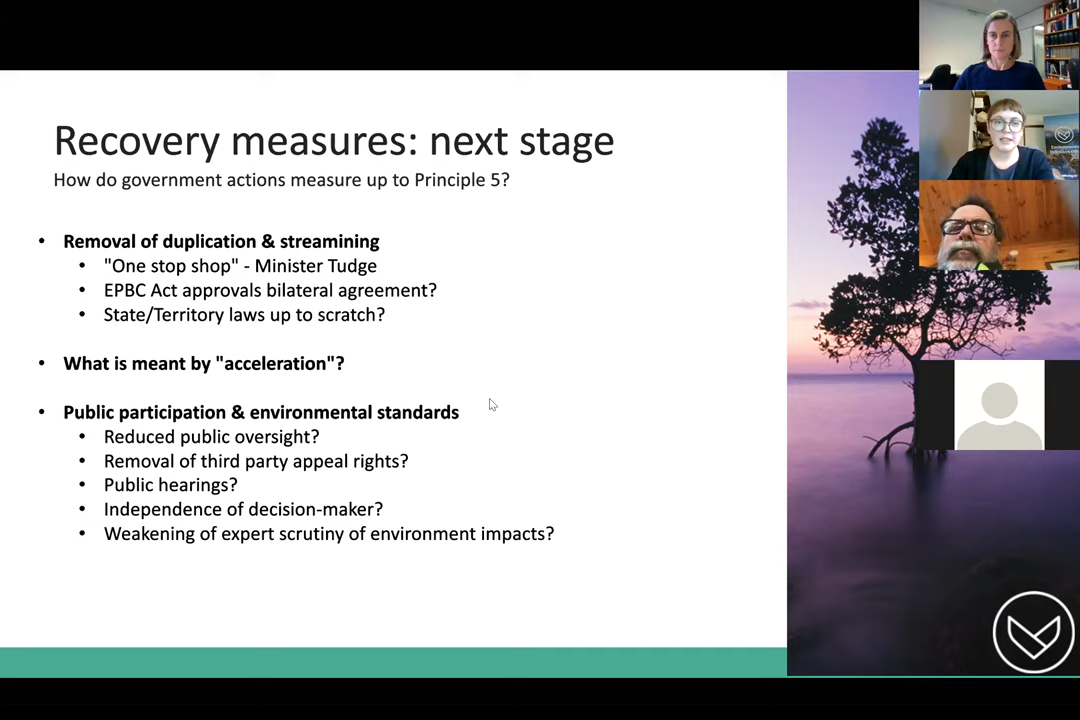 Recovery measures: next stage
How do government actions measure up to Principle 5?
• Removal of duplication & streamining
• "One stop shop" - Minister Tudge
• EPBC Act approvals bilateral agreement?
• State/Territory laws up to scratch?
• What is meant by "acceleration"?
• Public participation & environmental standards
• Reduced public oversight?
• Removal of third party appeal rights?
• Public hearings?
• Independence of decision-maker?
• Weakening of expert scrutiny of environment impacts?